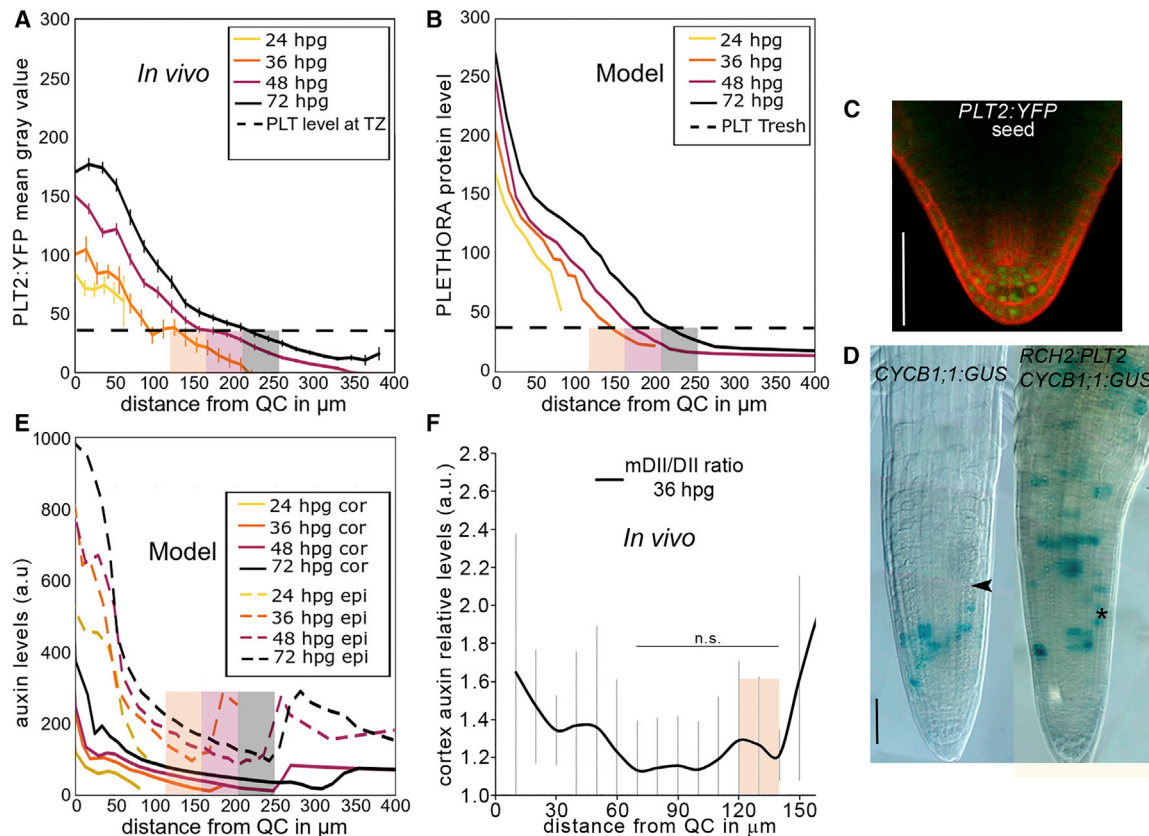 A
300
250
200
150
100
50
0
PLT2:YFP mean gray value
In vivo
24 hpg
36 hpg
48 hpg
72 hpg
PLT level at TZ
0 50 100 150 200 250 300 350 400
distance from QC in µm
B
300
250
200
150
100
50
0
PLETHORA protein level
Model
24 hpg
36 hpg
48 hpg
72 hpg
PLT Tresh
0 50 100 150 200 250 300 350 400
distance from QC in µm
C
PLT2:YFP
seed
D
CYCB1;1:GUS
RCH2:PLT2
CYCB1;1:GUS
*
E
1000
800
600
400
200
0
auxin levels (a.u)
Model
24 hpg cor
36 hpg cor
48 hpg cor
72 hpg cor
24 hpg epi
36 hpg epi
48 hpg epi
72 hpg epi
0 50 100 150 200 250 300 350 400
distance from QC in µm
F
2.8
2.6
2.4
2.2
2.0
1.8
1.6
1.4
1.2
1.0
cortex auxin relative levels (a.u.)
mDII/DII ratio
36 hpg
In vivo
n.s.
0 30 60 90 120 150
distance from QC in µm